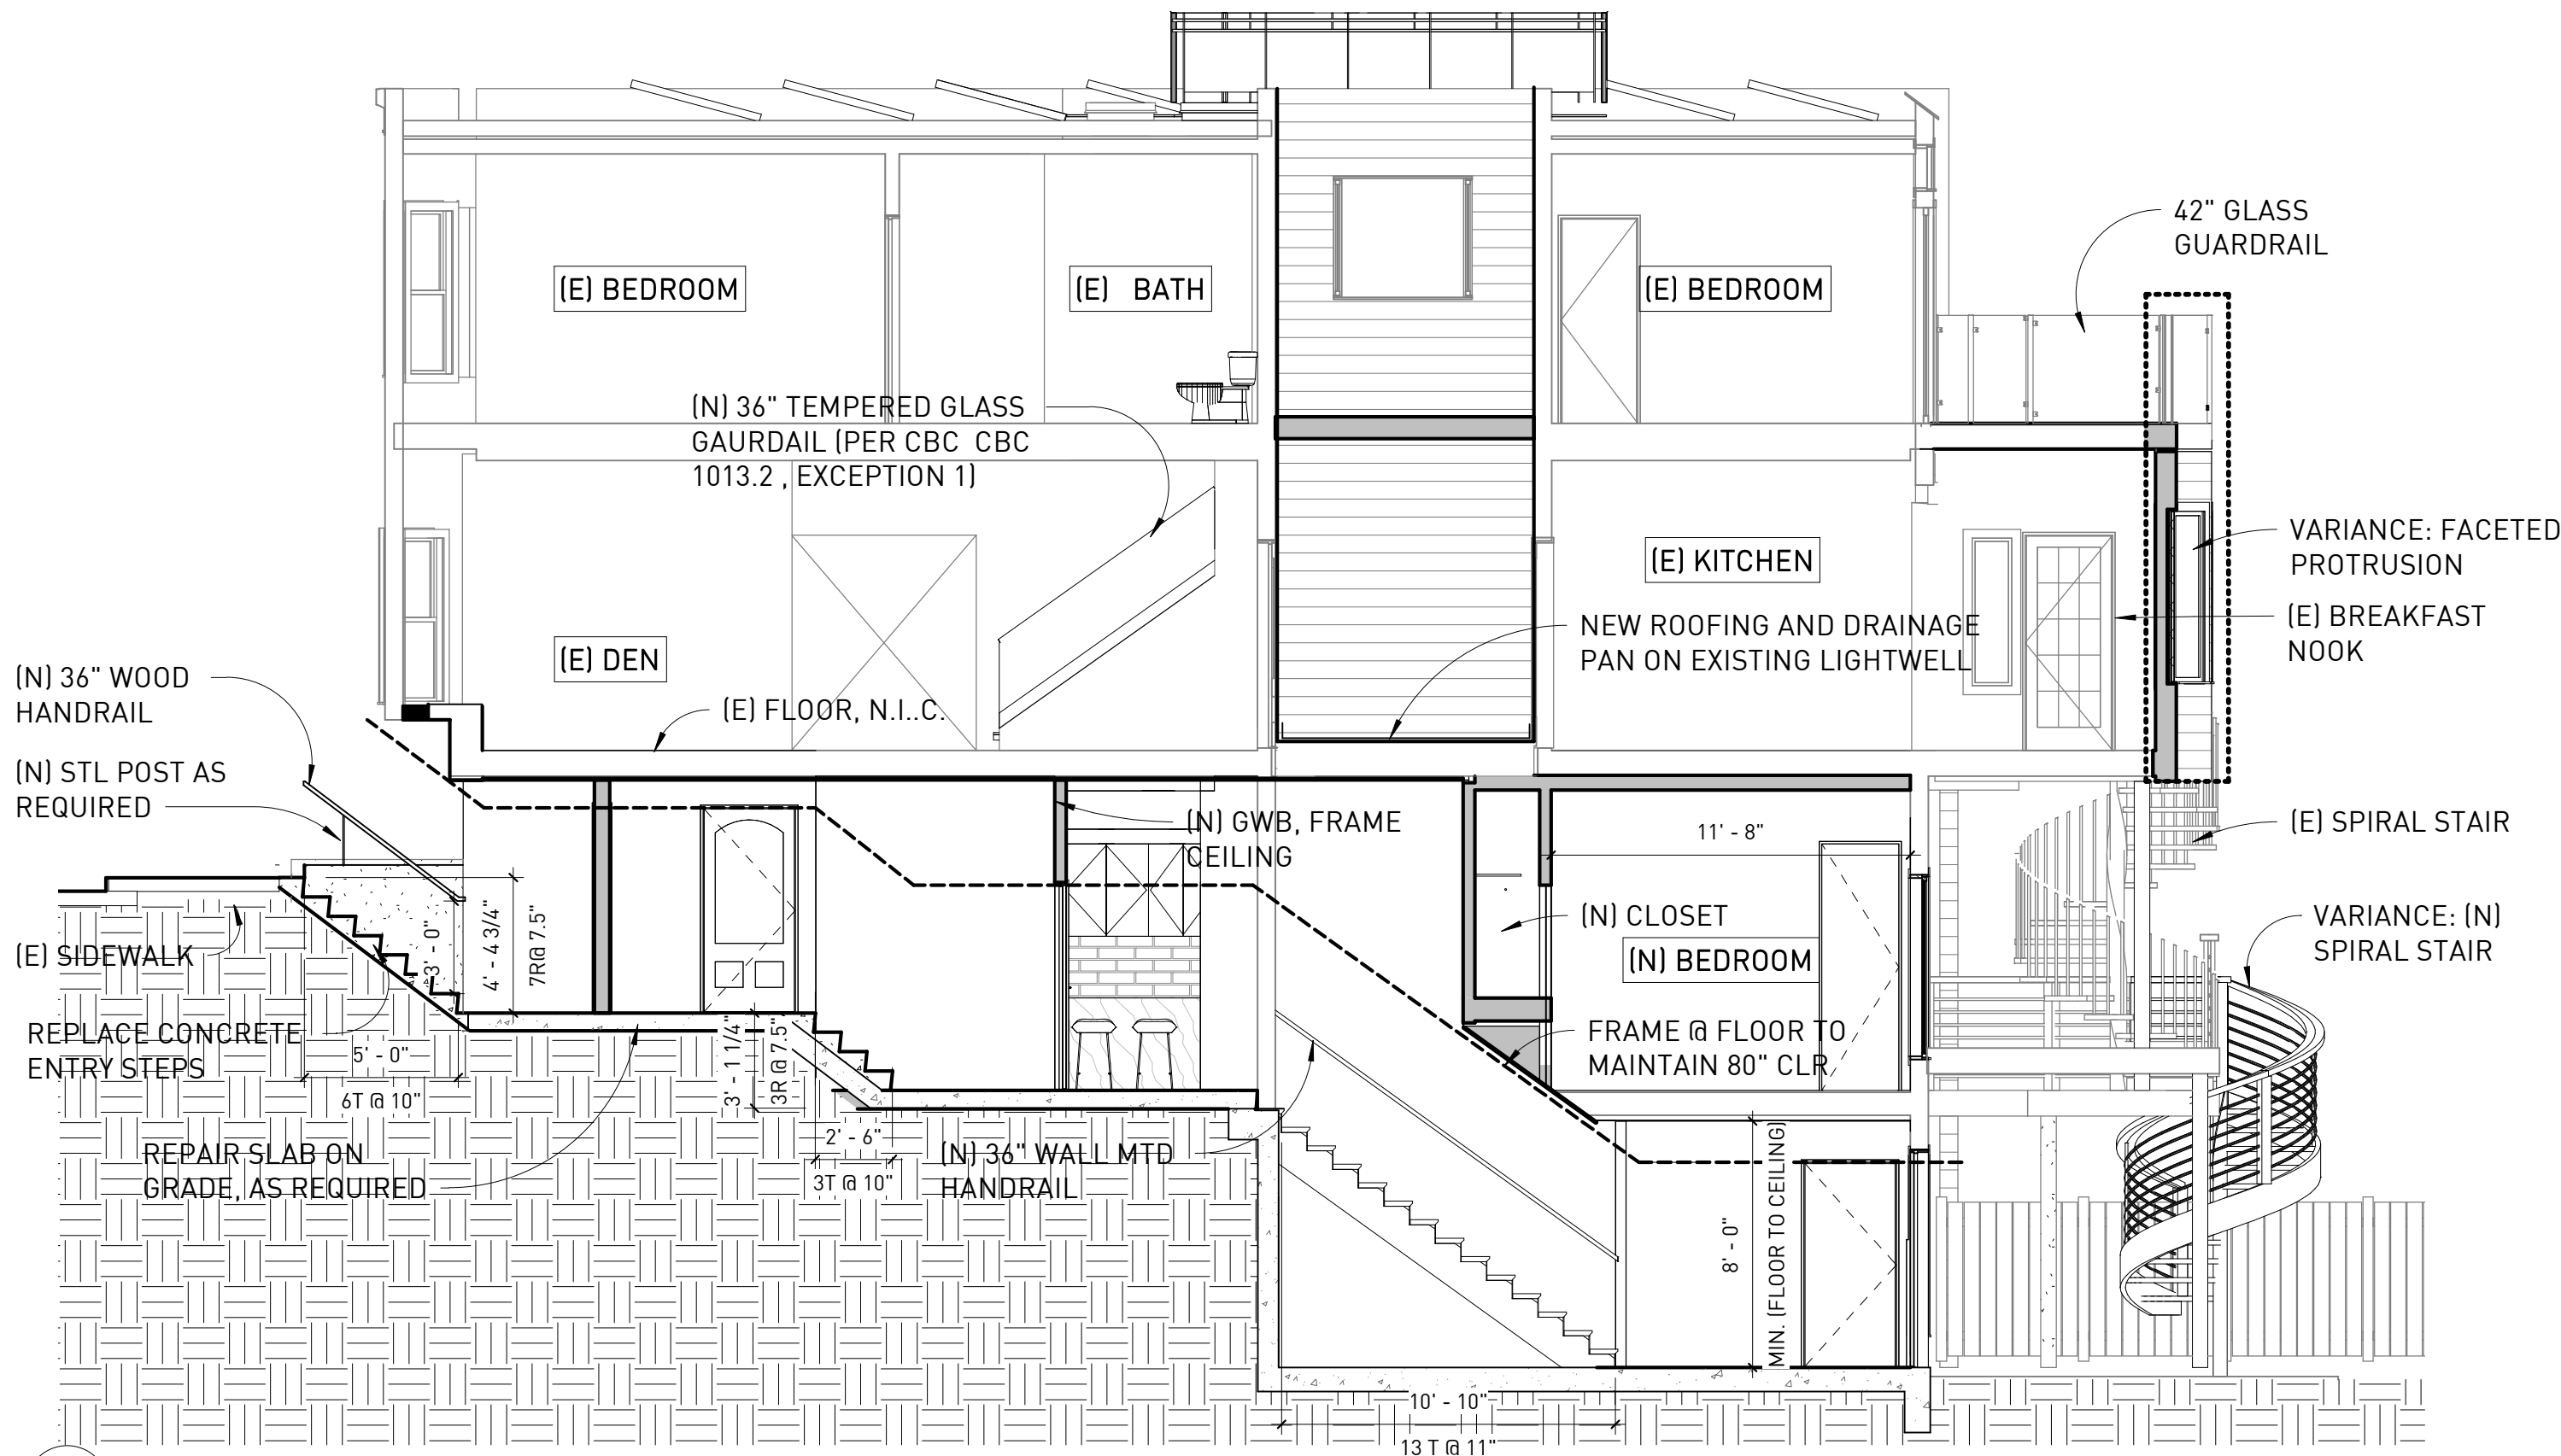 42" GLASS
GUARDRAIL
(E) BEDROOM
(E) BATH
(E) BEDROOM
(N) 36" TEMPERED GLASS
GAURDAIL (PER CBC CBC
1013.2 , EXCEPTION 1)
VARIANCE: FACETED
PROTRUSION
(E) KITCHEN
(E) BREAKFAST
NOOK
NEW ROOFING AND DRAINAGE
PAN ON EXISTING LIGHTWELL
(E) DEN
(N) 36" WOOD
HANDRAIL
(E) FLOOR, N.I..C.
(N) STL POST AS
REQUIRED
(N) GWB, FRAME
CEILING
11' - 8"
(E) SPIRAL STAIR
(N) CLOSET
(N) BEDROOM
VARIANCE: (N)
SPIRAL STAIR
(E) SIDEWALK
3' - 0"
4' - 4 3/4"
7R@ 7.5"
REPLACE CONCRETE
ENTRY STEPS
5' - 0"
6T @ 10"
3' - 1 1/4"
3R @ 7.5"
FRAME @ FLOOR TO
MAINTAIN 80" CLR
2' - 6"
3T @ 10"
REPAIR SLAB ON
GRADE, AS REQUIRED
(N) 36" WALL MTD
HANDRAIL
8' - 0"
MIN. (FLOOR TO CEILING)
10' - 10"
13 T @ 11"